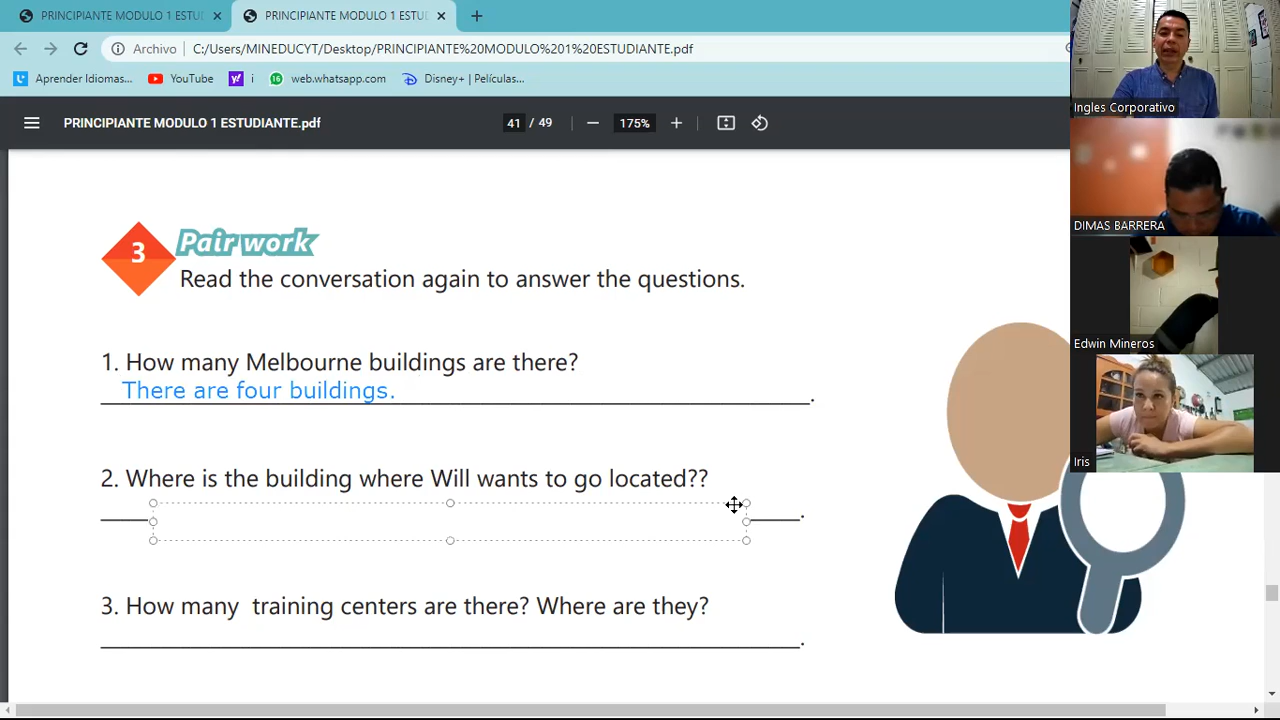 PRINCIPIANTE MODULO 1 ESTU
PRINCIPIANTE MODULO 1 ESTUD
Archivo
C:/Users/MINEDUCYT/Desktop/PRINCIPIANTE%20MODULO%201%20ESTUDIANTE.pdf
Aprender Idiomas...
YouTube
i
web.whatsapp.com
Disney+ | Películas,...
PRINCIPIANTE MODULO 1 ESTUDIANTE.pdf
41 / 49
175%
Ingles Corporativo
DIMAS BARRERA
Edwin Mineros
Iris
3
Pair work
Read the conversation again to answer the questions.
1. How many Melbourne buildings are there?
There are four buildings.
2. Where is the building where Will wants to go located??
3. How many training centers are there? Where are they?